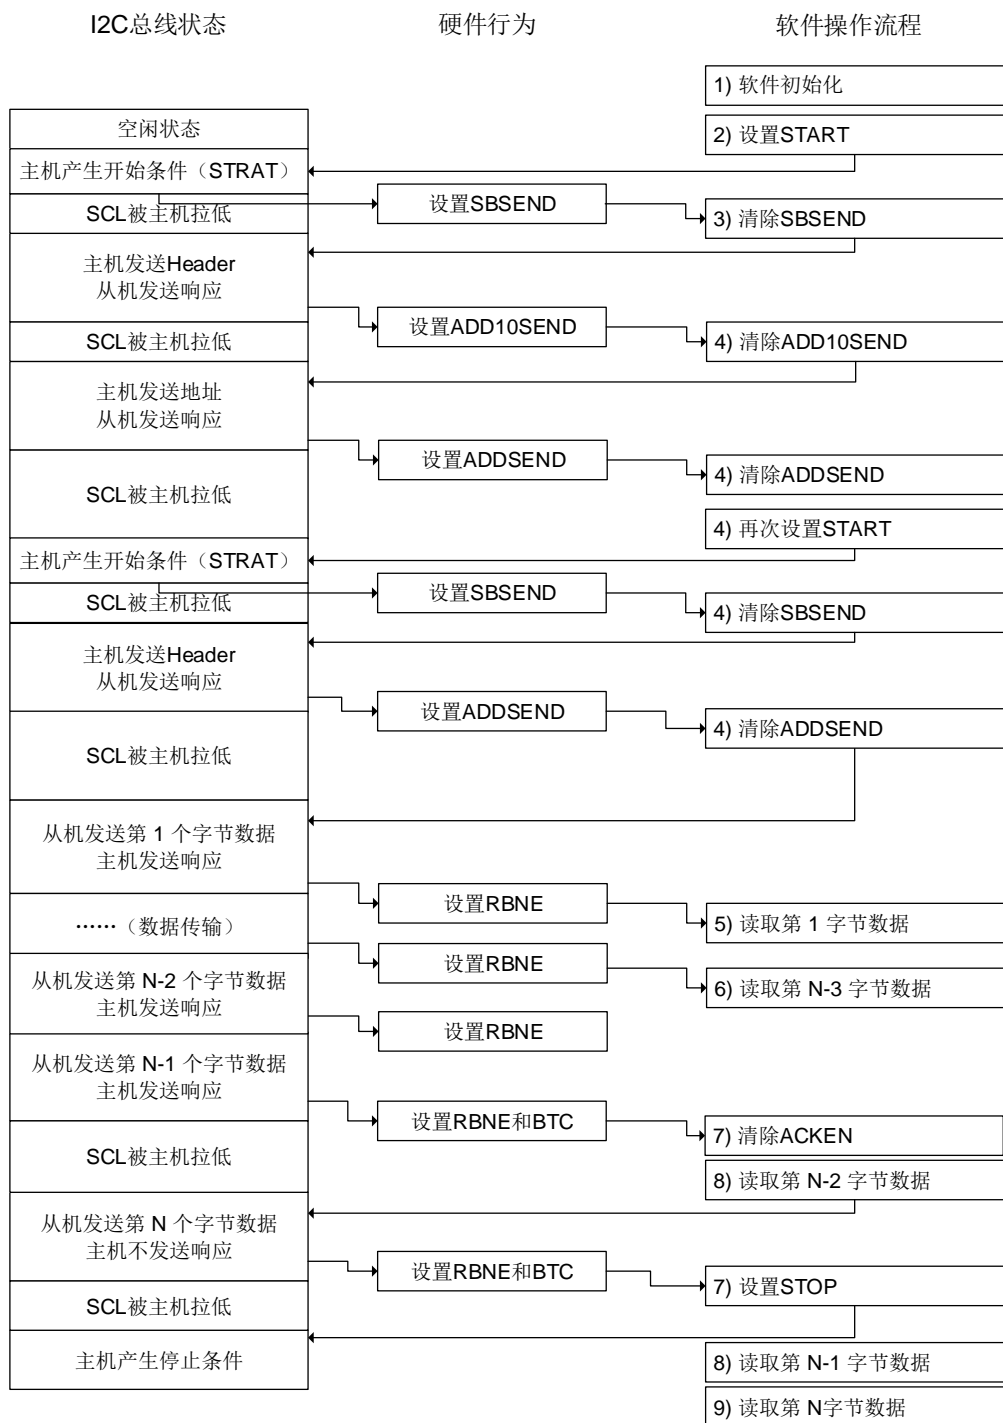 I2C总线状态
硬件行为
软件操作流程
1) 软件初始化
空闲状态
2) 设置START
主机产生开始条件（STRAT）
设置SBSEND
SCL被主机拉低
3) 清除SBSEND
主机发送Header
从机发送响应
设置ADD10SEND
SCL被主机拉低
4) 清除ADD10SEND
主机发送地址
从机发送响应
设置ADDSEND
4) 清除ADDSEND
SCL被主机拉低
4) 再次设置START
主机产生开始条件（STRAT）
设置SBSEND
SCL被主机拉低
4) 清除SBSEND
主机发送Header
从机发送响应
设置ADDSEND
4) 清除ADDSEND
SCL被主机拉低
从机发送第 1 个字节数据
主机发送响应
设置RBNE
5) 读取第 1 字节数据
……（数据传输）
设置RBNE
6) 读取第 N-3 字节数据
从机发送第 N-2 个字节数据
主机发送响应
设置RBNE
从机发送第 N-1 个字节数据
主机发送响应
设置RBNE和BTC
7) 清除ACKEN
SCL被主机拉低
8) 读取第 N-2 字节数据
从机发送第 N 个字节数据
主机不发送响应
设置RBNE和BTC
7) 设置STOP
SCL被主机拉低
主机产生停止条件
8) 读取第 N-1 字节数据
9) 读取第 N字节数据